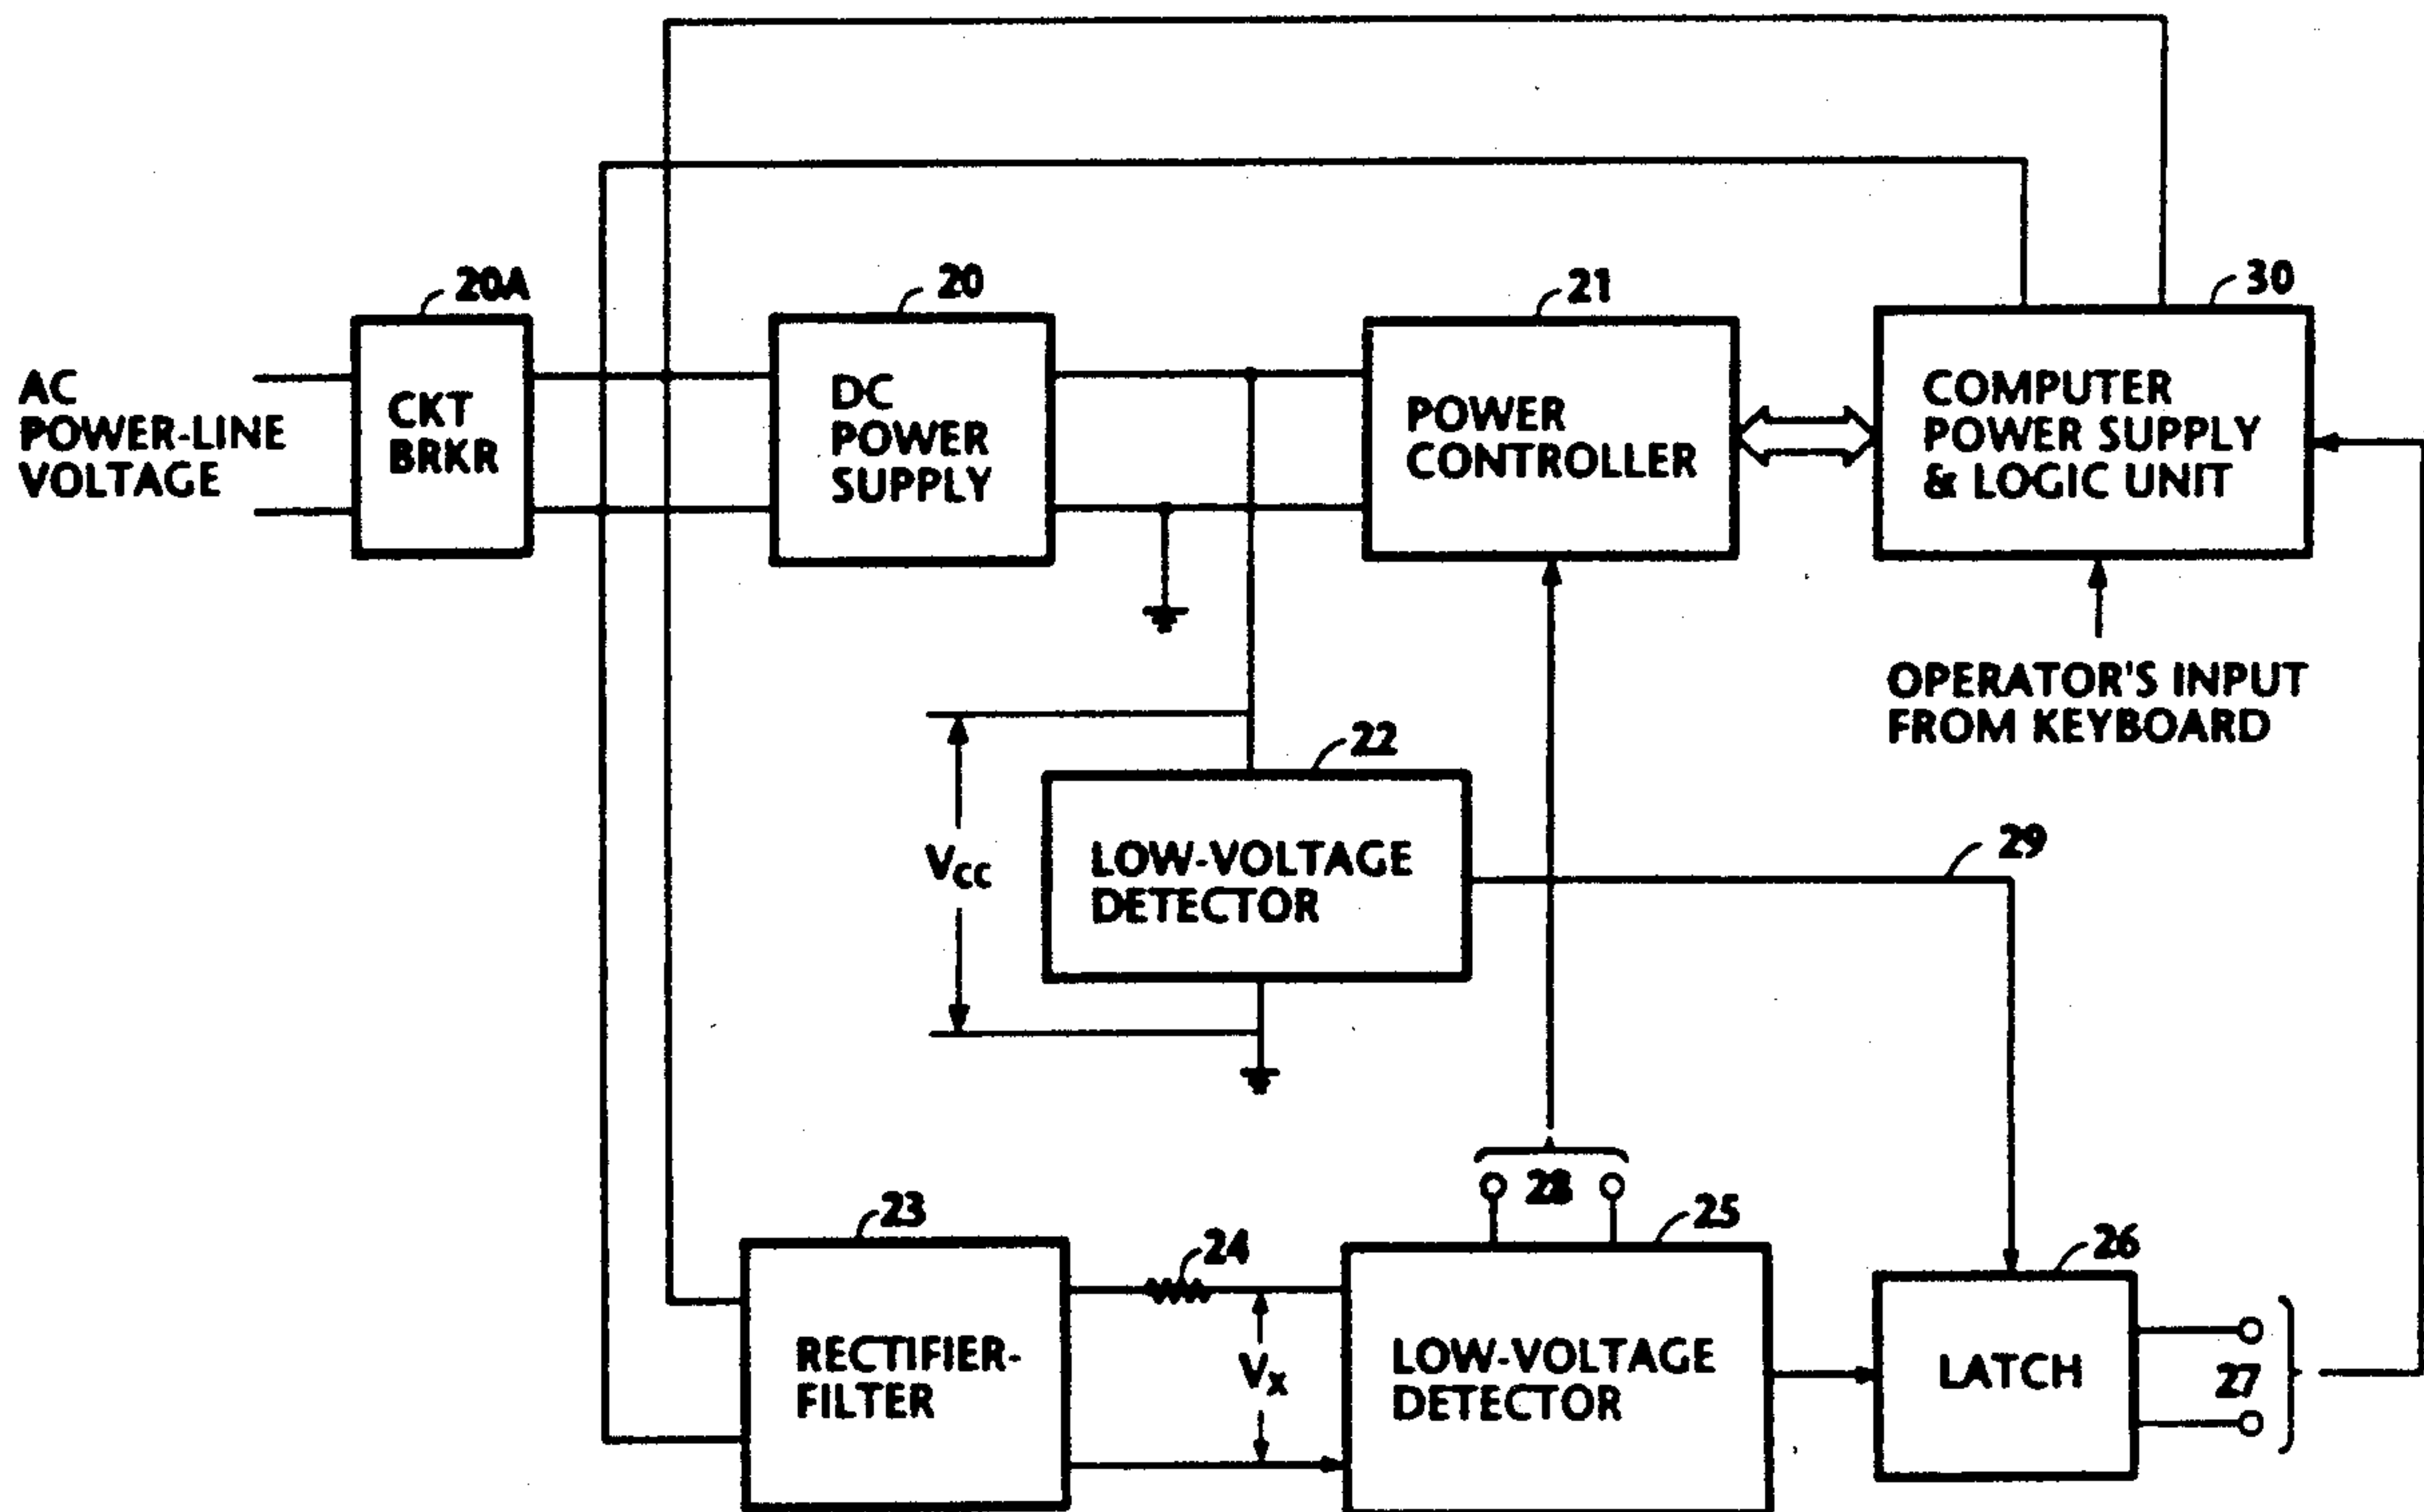 20A
20
21
30
AC
POWER-LINE
VOLTAGE
CKT
BRKR
DC
POWER
SUPPLY
POWER
CONTROLLER
COMPUTER
POWER SUPPLY
& LOGIC UNIT
OPERATOR'S INPUT
FROM KEYBOARD
22
VCC
LOW-VOLTAGE
DETECTOR
29
28
23
24
25
26
RECTIFIER-
FILTER
VX
LOW-VOLTAGE
DETECTOR
LATCH
27